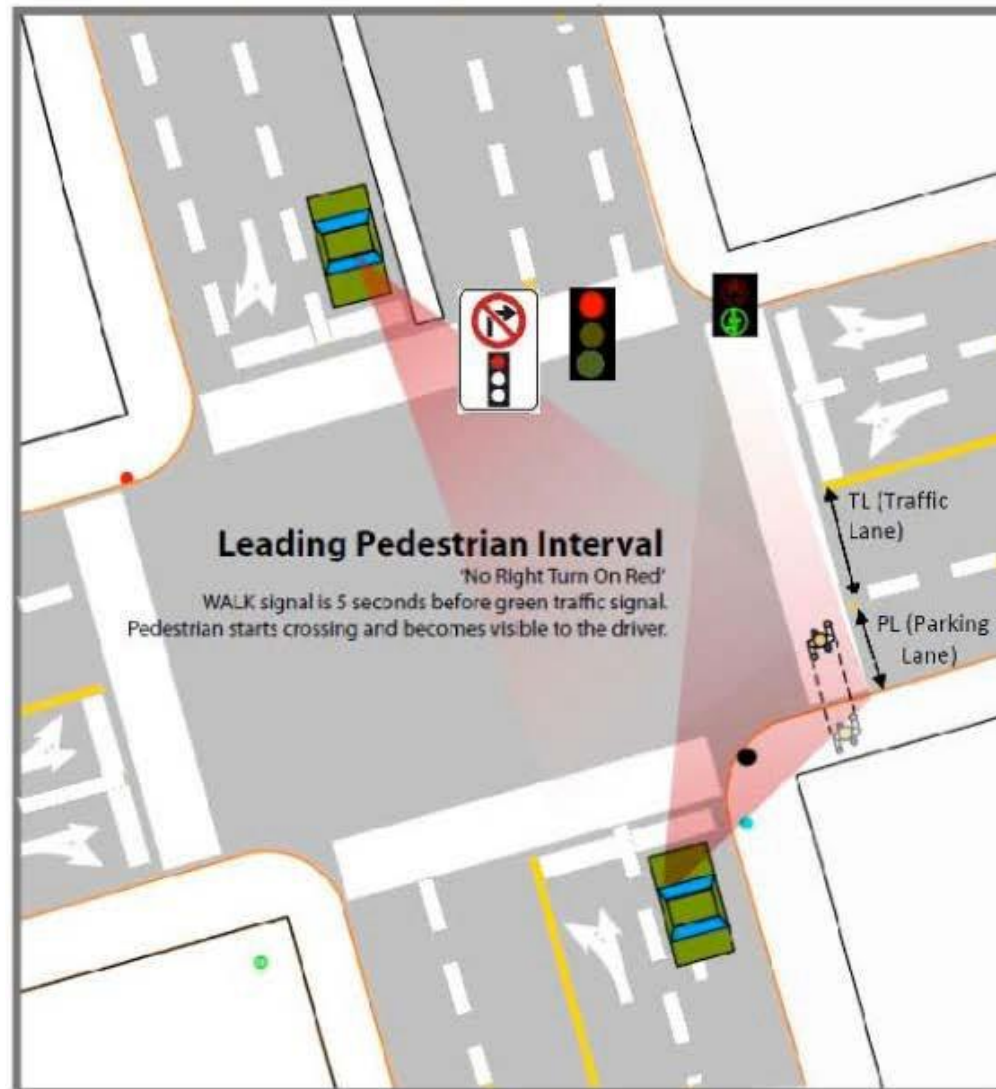 Leading Pedestrian Interval
'No Right Turn On Red'
WALK signal is 5 seconds before green traffic signal.
Pedestrian starts crossing and becomes visible to the driver.
TL (Traffic
Lane)
PL (Parking
Lane)